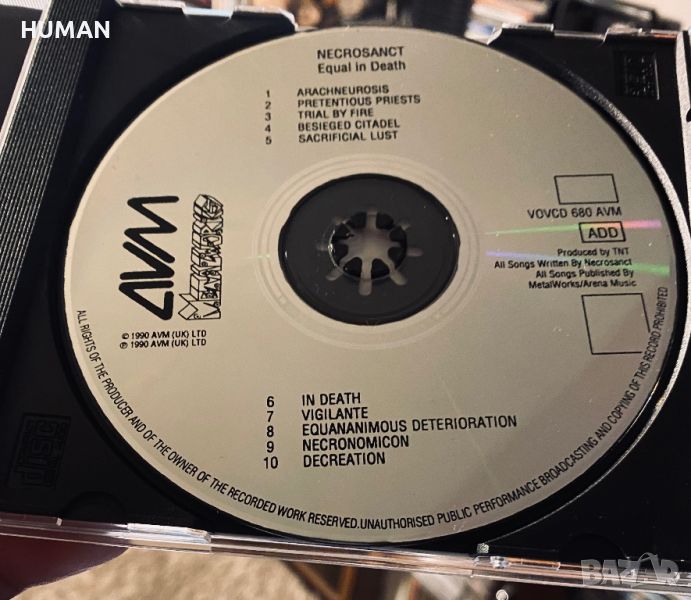 HUMAN
NECROSANCT
Equal in Death
1 ARACHNEUROSIS
2 PRETENTIOUS PRIESTS
3 TRIAL BY FIRE
4 BESIEGED CITADEL
5 SACRIFICIAL LUST
AVM
VOVCD 680 AVM
ADD
Produced by TNT
All Songs Written By Necrosanct
All Songs Published By
MetalWorks/Arena Music
© 1990 AVM (UK) LTD
℗ 1990 AVM (UK) LTD
6 IN DEATH
7 VIGILANTE
8 EQUANANIMOUS DETERIORATION
9 NECRONOMICON
10 DECREATION
ALL RIGHTS OF THE PRODUCER AND OF THE OWNER OF THE RECORDED WORK RESERVED. UNAUTHORISED PUBLIC PERFORMANCE BROADCASTING AND COPYING OF THIS RECORD PROHIBITED
disc
BAZAR